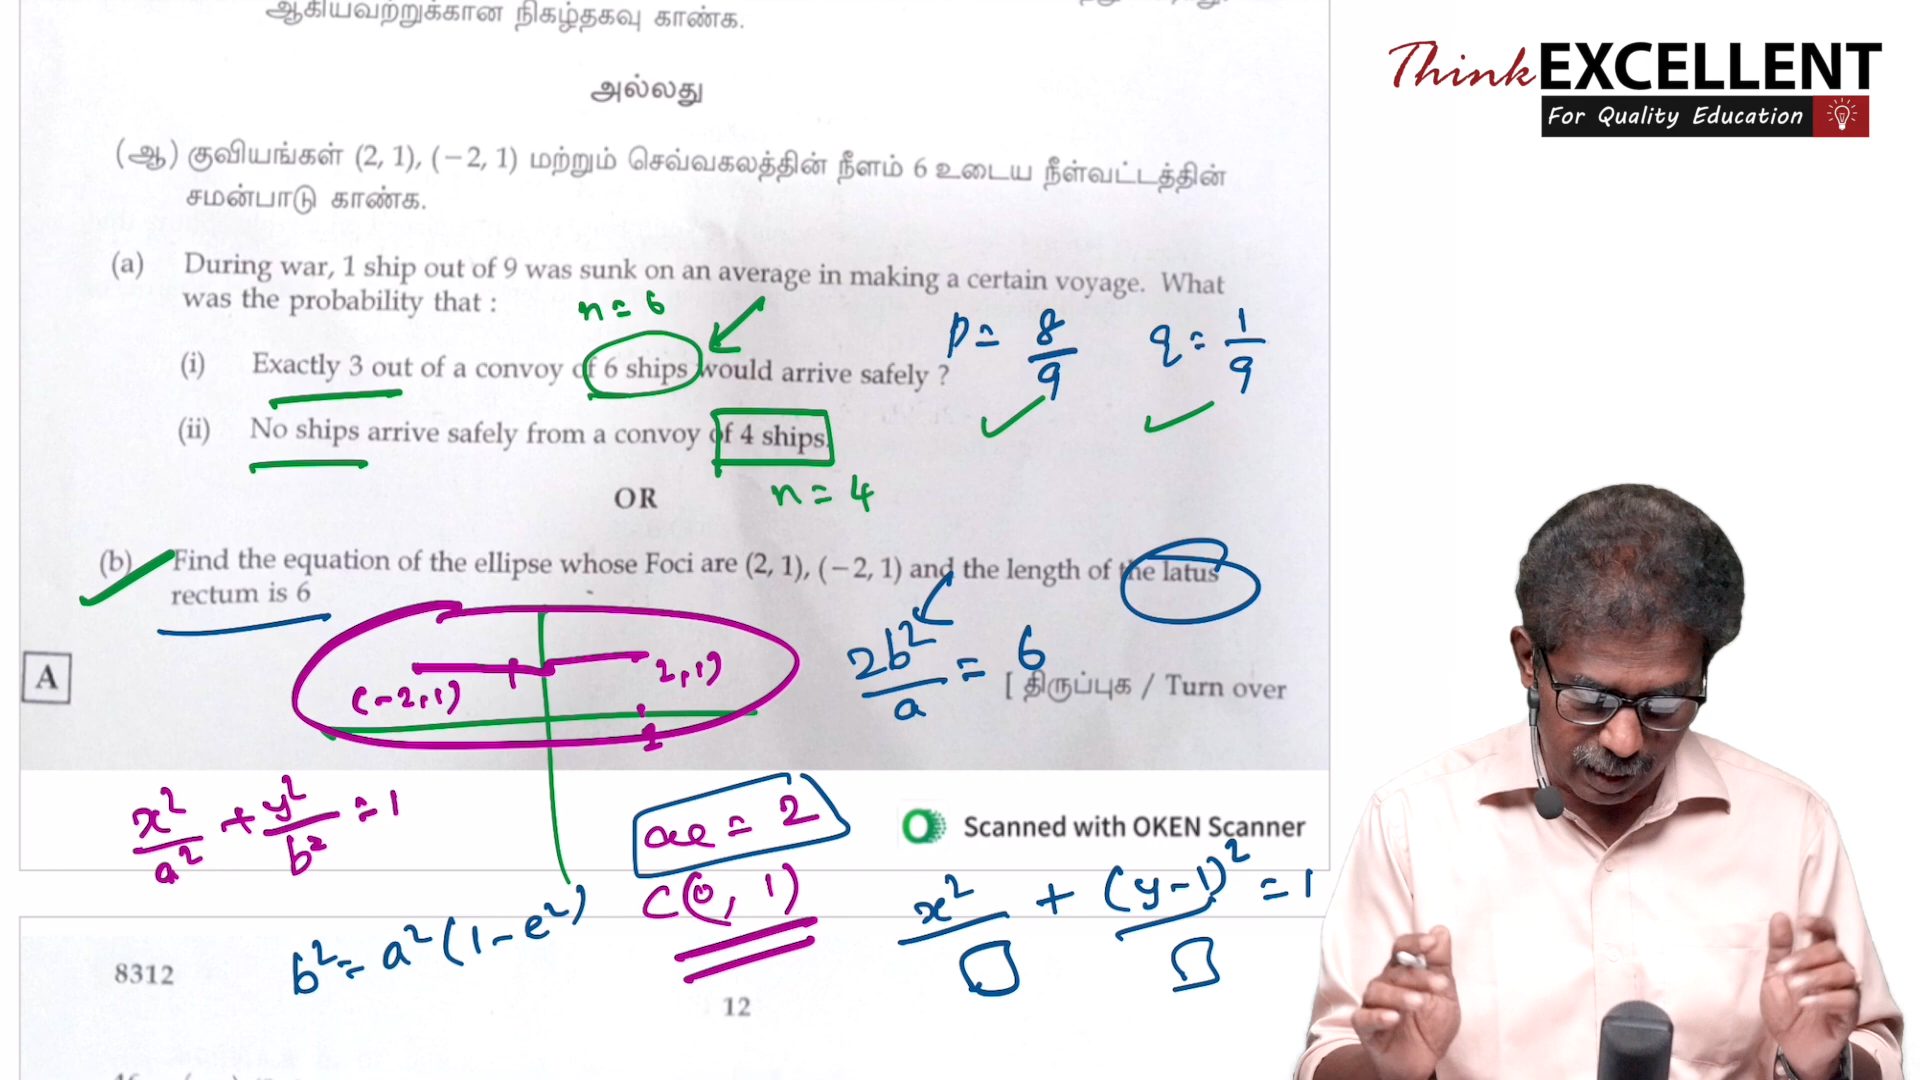 ஆகியவற்றுக்கான நிகழ்தகவு காண்க.
Think EXCELLENT
For Quality Education
அல்லது
(ஆ) குவியங்கள் (2, 1), (−2, 1) மற்றும் செவ்வகலத்தின் நீளம் 6 உடைய நீள்வட்டத்தின்
சமன்பாடு காண்க.
(a) During war, 1 ship out of 9 was sunk on an average in making a certain voyage. What
was the probability that :
n = 6
p = 8/9 q = 1/9
(i) Exactly 3 out of a convoy of 6 ships would arrive safely ?
(ii) No ships arrive safely from a convoy of 4 ships.
OR
n = 4
(b) Find the equation of the ellipse whose Foci are (2, 1), (−2, 1) and the length of the latus
rectum is 6
2b²/a = 6
(-2,1) 2,1)
A
[ திருப்புக / Turn over
x²/a² + y²/b² = 1
ae = 2
Scanned with OKEN Scanner
C(0, 1)
x²/□ + (y-1)²/□ = 1
b² = a²(1-e²)
8312
12